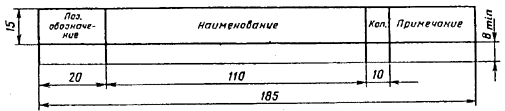 Поз.
обозначе-
ние
Наименование
Кол.
Примечание
15
8 min
20
110
10
185